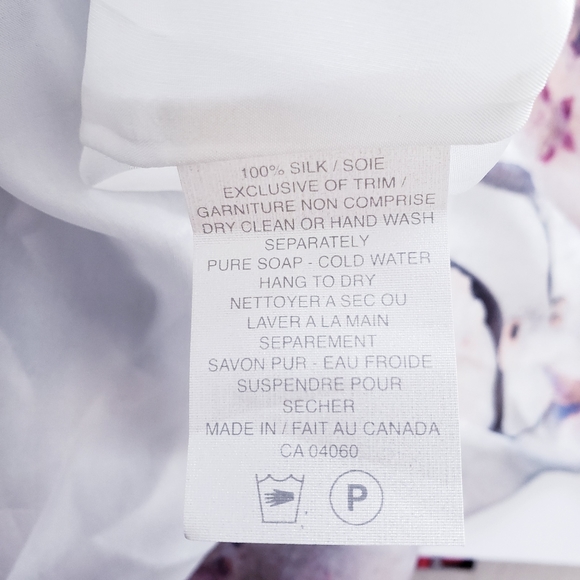 100% SILK / SOIE
EXCLUSIVE OF TRIM /
GARNITURE NON COMPRISE
DRY CLEAN OR HAND WASH
SEPARATELY
PURE SOAP - COLD WATER
HANG TO DRY
NETTOYER A SEC OU
LAVER A LA MAIN
SEPAREMENT
SAVON PUR - EAU FROIDE
SUSPENDRE POUR
SECHER
MADE IN / FAIT AU CANADA
CA 04060
P